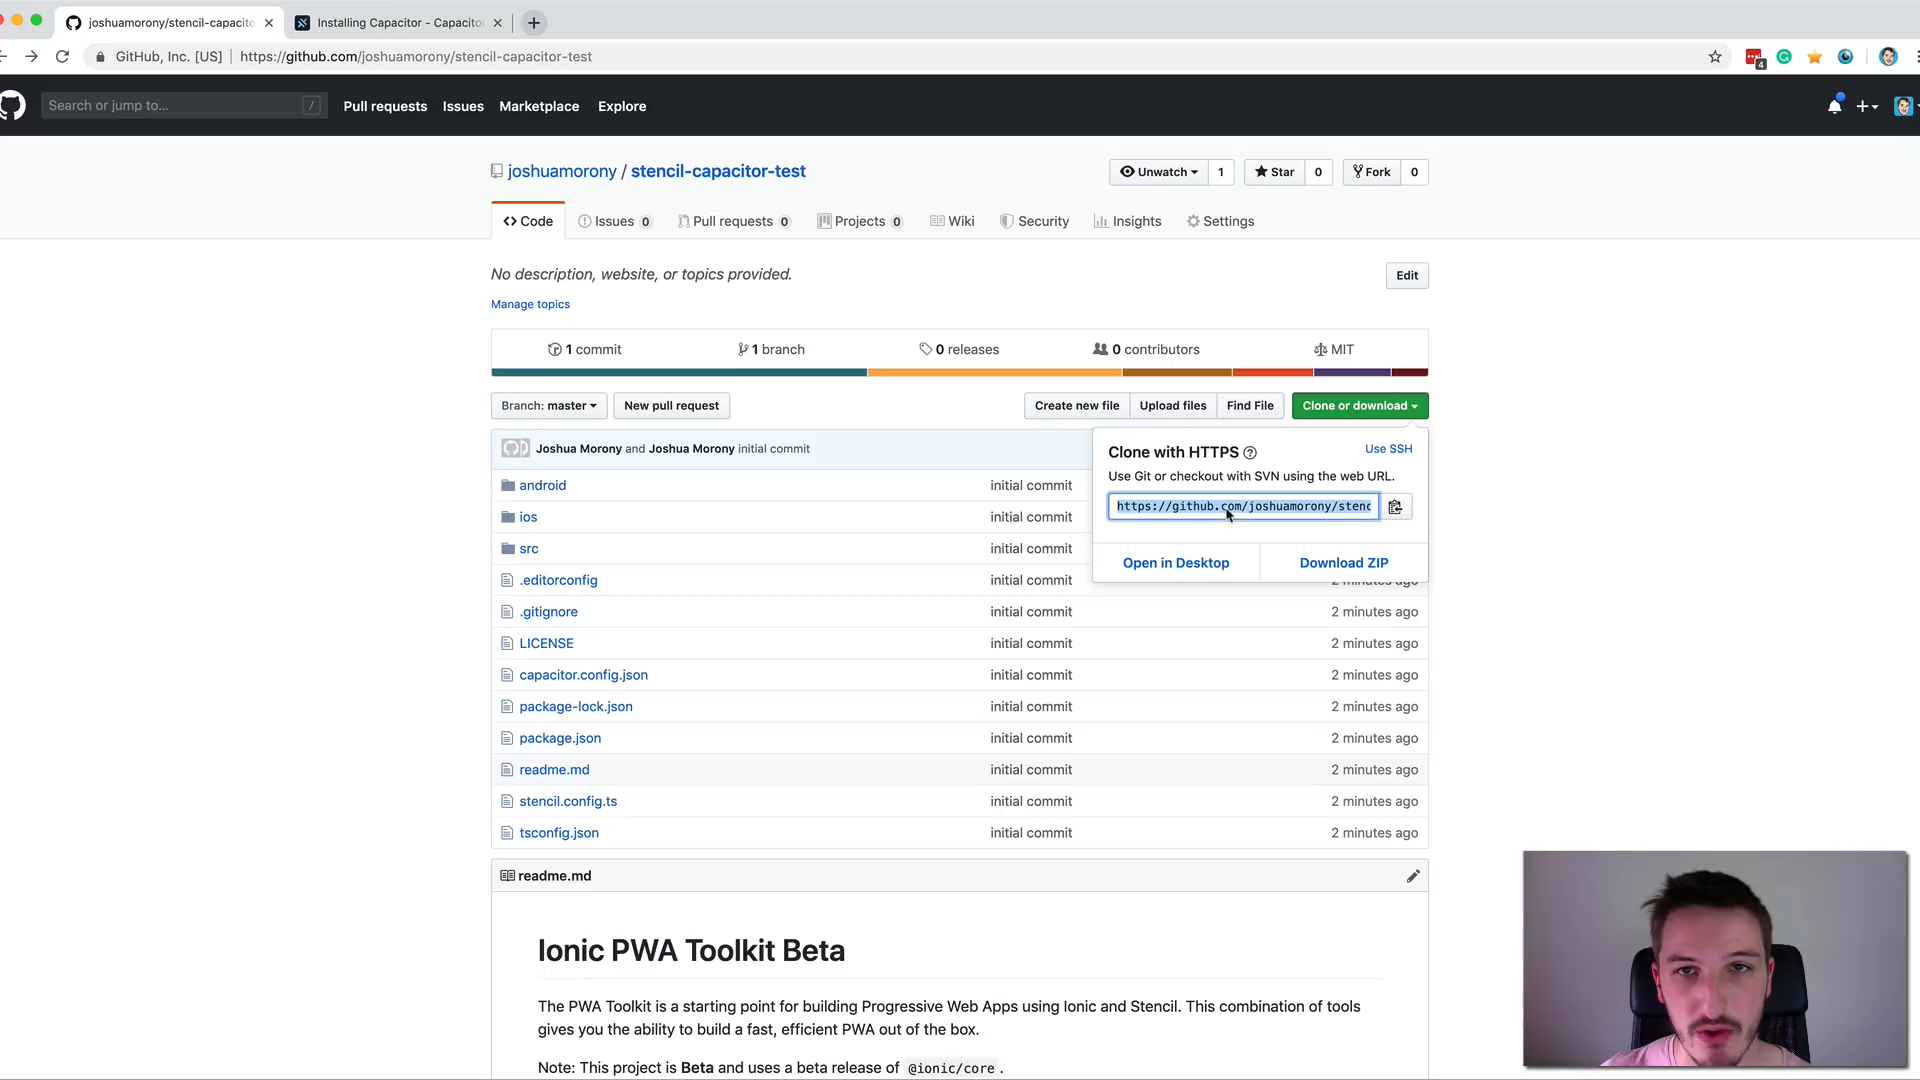 joshuamorony/stencil-capacito
Installing Capacitor - Capacitor
GitHub, Inc. [US]
https://github.com/joshuamorony/stencil-capacitor-test
4
Search or jump to...
/
Pull requests
Issues
Marketplace
Explore
joshuamorony / stencil-capacitor-test
Unwatch
1
Star
0
Fork
0
Code
Issues 0
Pull requests 0
Projects 0
Wiki
Security
Insights
Settings
No description, website, or topics provided.
Edit
Manage topics
1 commit
1 branch
0 releases
0 contributors
MIT
Branch: master
New pull request
Create new file
Upload files
Find File
Clone or download
Joshua Morony and Joshua Morony initial commit
Clone with HTTPS
Use SSH
Use Git or checkout with SVN using the web URL.
https://github.com/joshuamorony/stenc
Open in Desktop
Download ZIP
android
initial commit
ios
initial commit
src
initial commit
.editorconfig
initial commit
2 minutes ago
.gitignore
initial commit
2 minutes ago
LICENSE
initial commit
2 minutes ago
capacitor.config.json
initial commit
2 minutes ago
package-lock.json
initial commit
2 minutes ago
package.json
initial commit
2 minutes ago
readme.md
initial commit
2 minutes ago
stencil.config.ts
initial commit
2 minutes ago
tsconfig.json
initial commit
2 minutes ago
readme.md
Ionic PWA Toolkit Beta
The PWA Toolkit is a starting point for building Progressive Web Apps using Ionic and Stencil. This combination of tools
gives you the ability to build a fast, efficient PWA out of the box.
Note: This project is Beta and uses a beta release of @ionic/core .